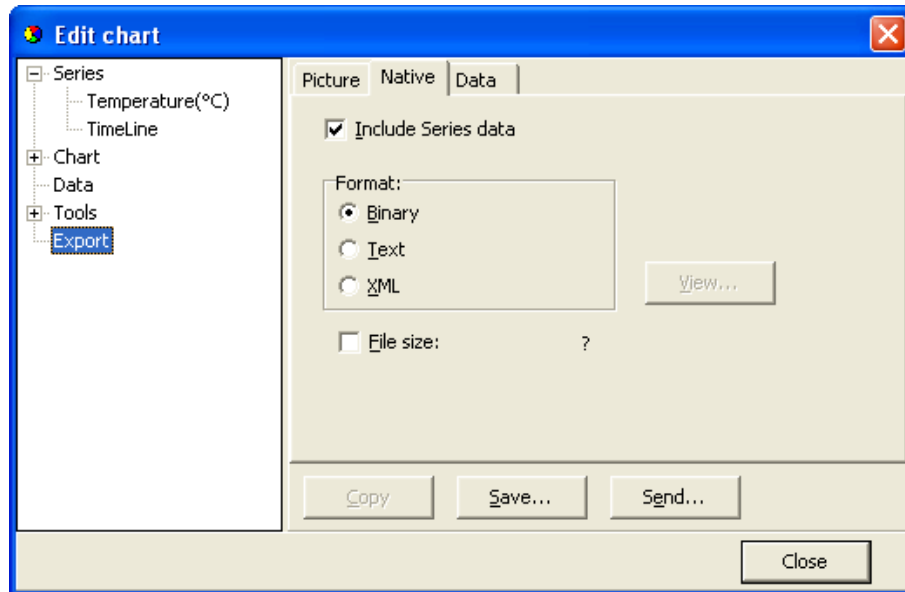 Edit chart
Series
Temperature(°C)
TimeLine
Chart
Data
Tools
Export
Picture Native Data
Include Series data
Format:
Binary
Text
XML
View...
File size: ?
Copy Save... Send...
Close